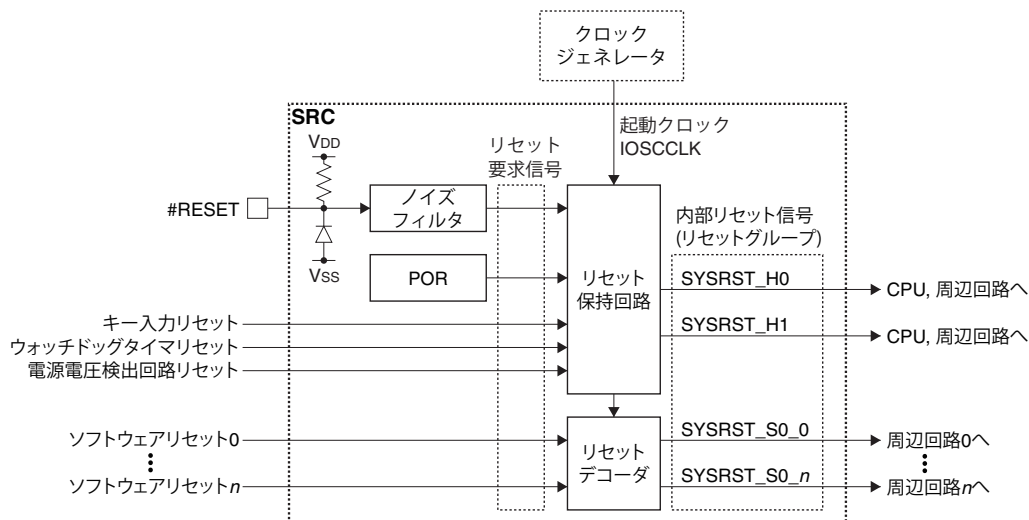 クロック
ジェネレータ
SRC
起動クロック
IOSCCLK
VDD
リセット
要求信号
#RESET
ノイズ
フィルタ
内部リセット信号
(リセットグループ)
VSS
POR
リセット
保持回路
SYSRST_H0
CPU, 周辺回路へ
キー入力リセット
SYSRST_H1
CPU, 周辺回路へ
ウォッチドッグタイマリセット
電源電圧検出回路リセット
ソフトウェアリセット0
リセット
デコーダ
SYSRST_S0_0
周辺回路0へ
ソフトウェアリセットn
SYSRST_S0_n
周辺回路nへ